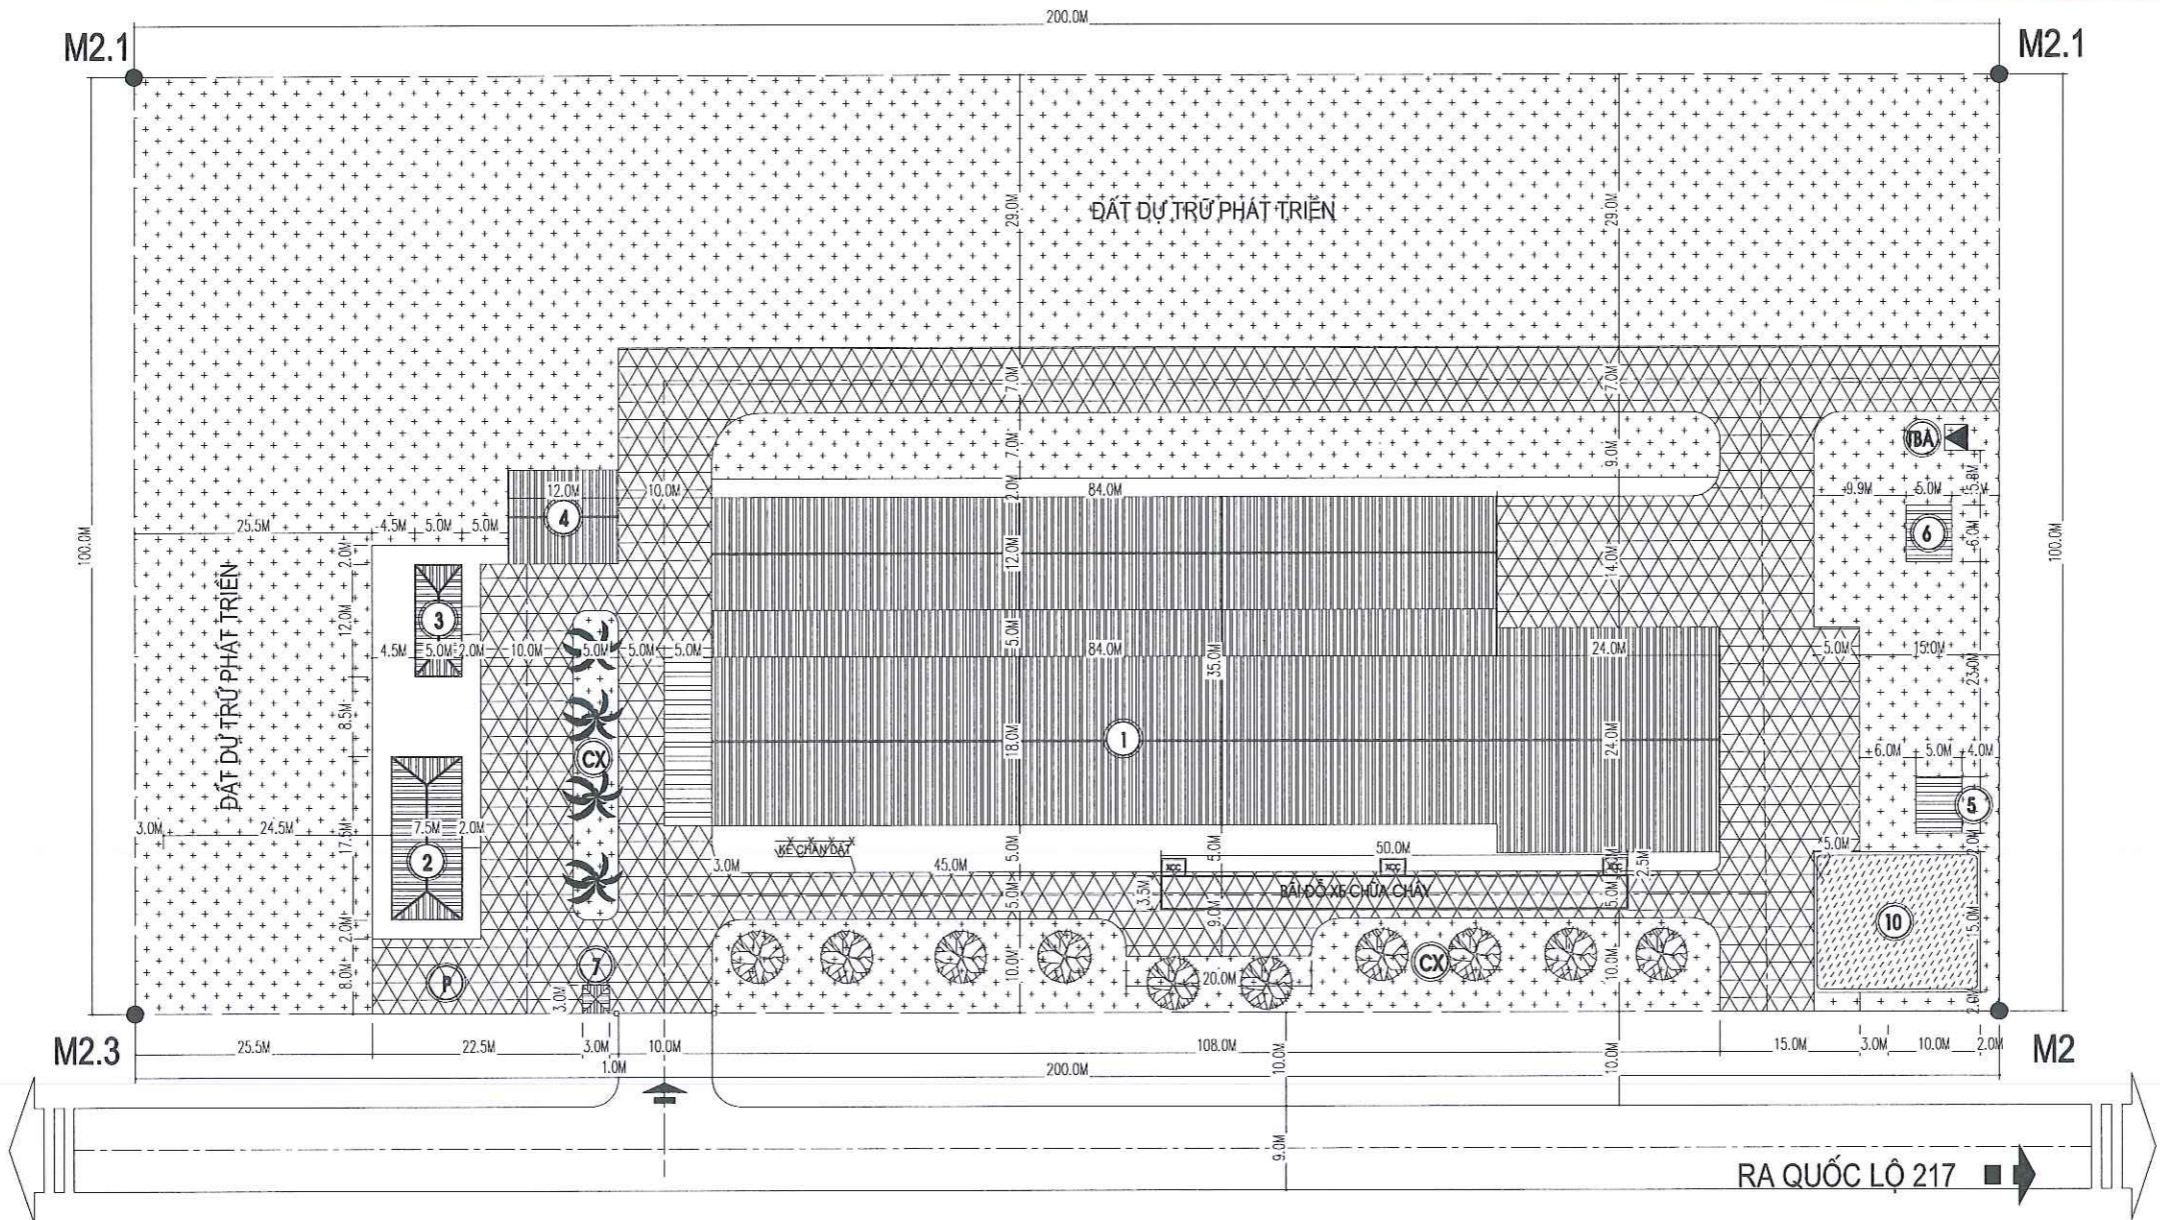 200.0M
M2.1
M2.1
ĐẤT DỰ TRỮ PHÁT TRIỂN
29.0M
29.0M
100.0M
100.0M
7.0M
7.0M
7.0M
9.0M
TBA
12.0M
10.0M
2.0M
84.0M
9.9M
5.0M
5.8M
4
25.5M
4.5M
5.0M
5.0M
6
6.0M
2.0M
12.0M
14.0M
ĐẤT DỰ TRỮ PHÁT TRIỂN
3
12.0M
5.0M
4.5M
5.0M
2.0M
10.0M
5.0M
5.0M
5.0M
84.0M
35.0M
24.0M
5.0M
15.0M
23.0M
8.5M
CX
18.0M
1
24.0M
6.0M
5.0M
4.0M
5
3.0M
24.5M
17.5M
7.5M
2.0M
2
KÈ CHẮN ĐẤT
3.0M
45.0M
5.0M
5.0M
50.0M
2.5M
5.0M
2.0M
XCC
XCC
XCC
BÃI ĐỖ XE CHỮA CHÁY
3.5M
5.0M
9.0M
5.0M
10
15.0M
2.0M
8.0M
P
7
3.0M
10.0M
20.0M
CX
10.0M
2.0M
M2.3
25.5M
22.5M
3.0M
10.0M
108.0M
15.0M
3.0M
10.0M
2.0M
M2
1.0M
200.0M
10.0M
10.0M
9.0M
RA QUỐC LỘ 217